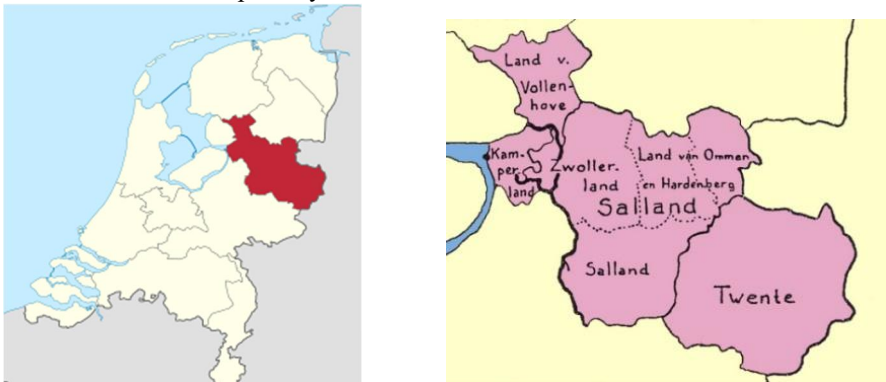 Land v.
Vollen-
hove
Kam-
per
land
Zwoller.
land
Land van Ommen
en Hardenberg
Salland
Salland
Twente